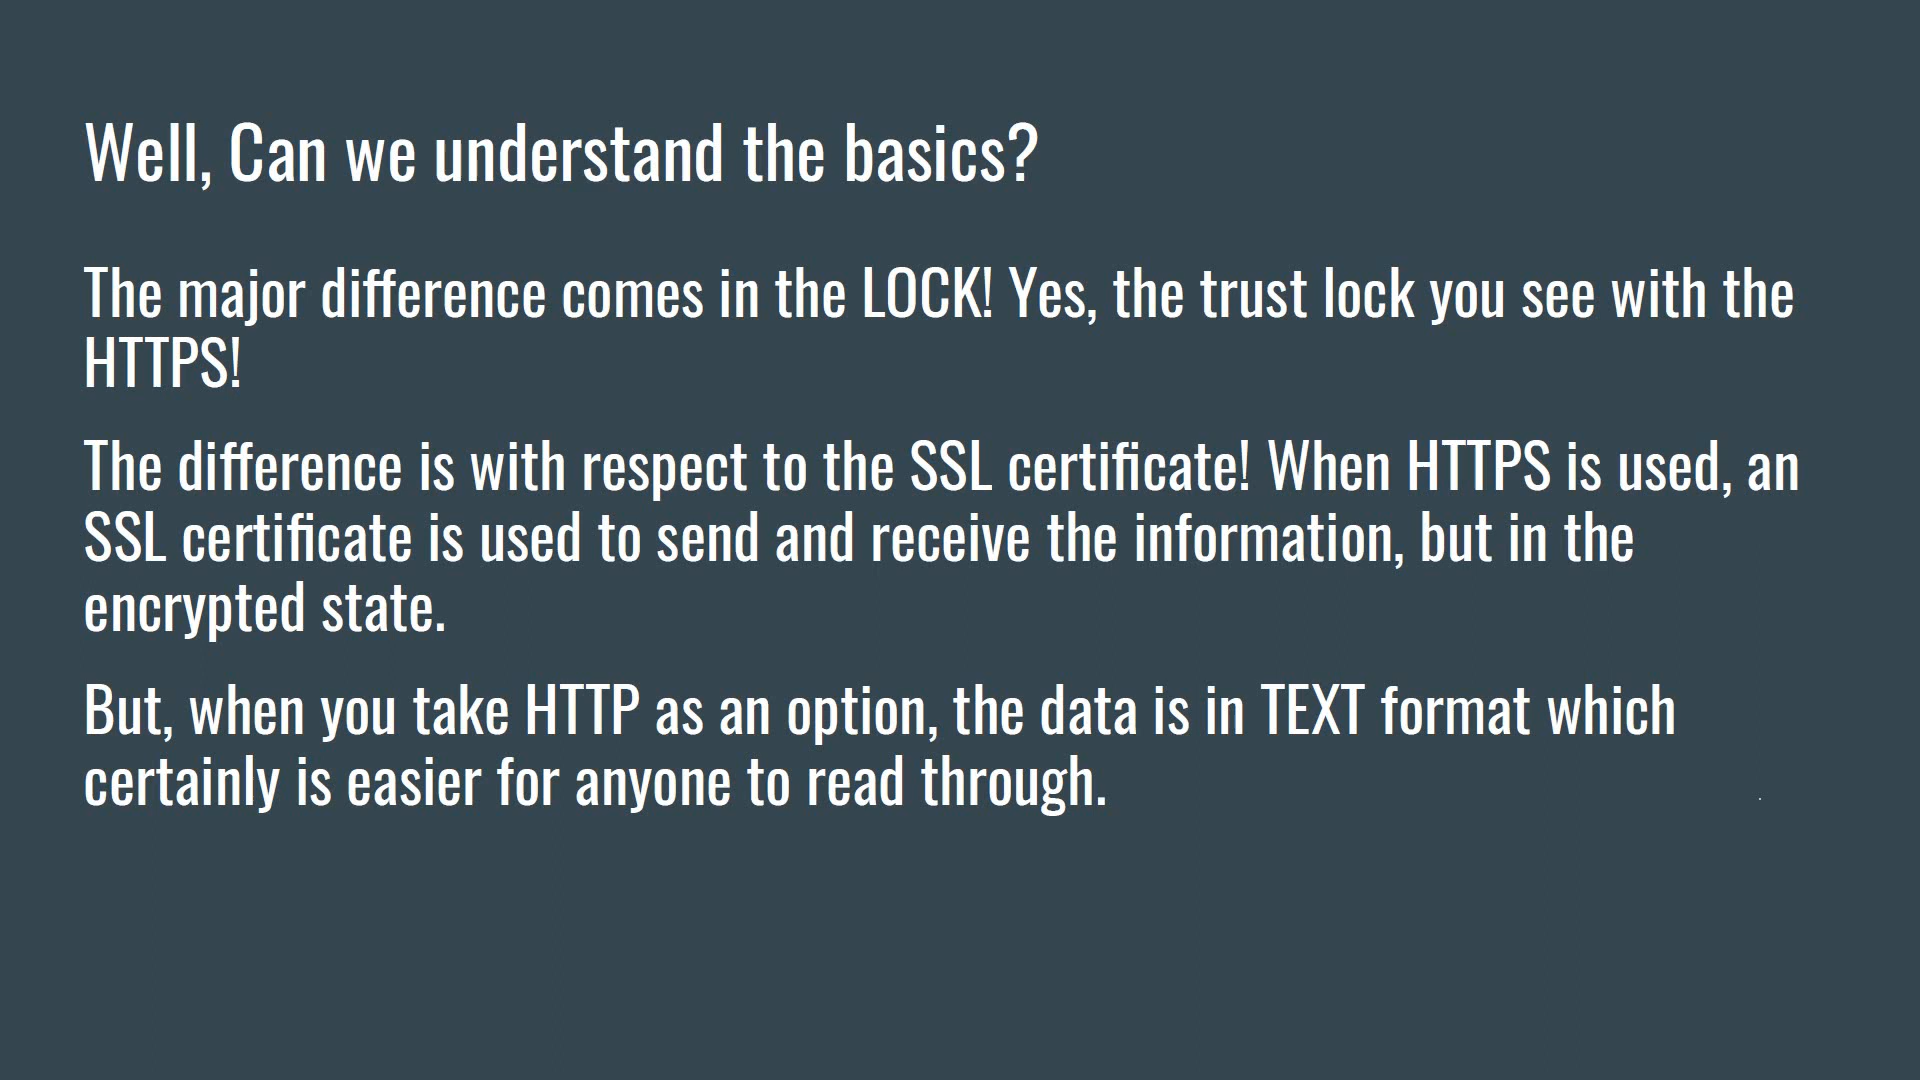 Well, Can we understand the basics?
The major difference comes in the LOCK! Yes, the trust lock you see with the
HTTPS!
The difference is with respect to the SSL certificate! When HTTPS is used, an
SSL certificate is used to send and receive the information, but in the
encrypted state.
But, when you take HTTP as an option, the data is in TEXT format which
certainly is easier for anyone to read through.